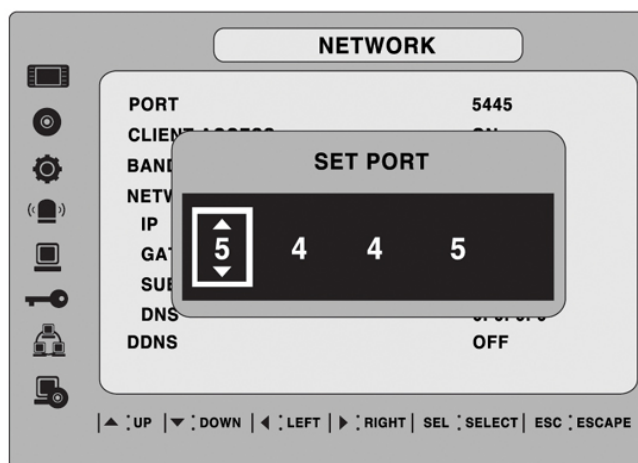 NETWORK
PORT 5445
CLIENT
SET PORT
5 4 4 5
IP
DNS
DDNS OFF
▲ : UP | ▼ : DOWN | ◀ : LEFT | ▶ : RIGHT | SEL : SELECT | ESC : ESCAPE